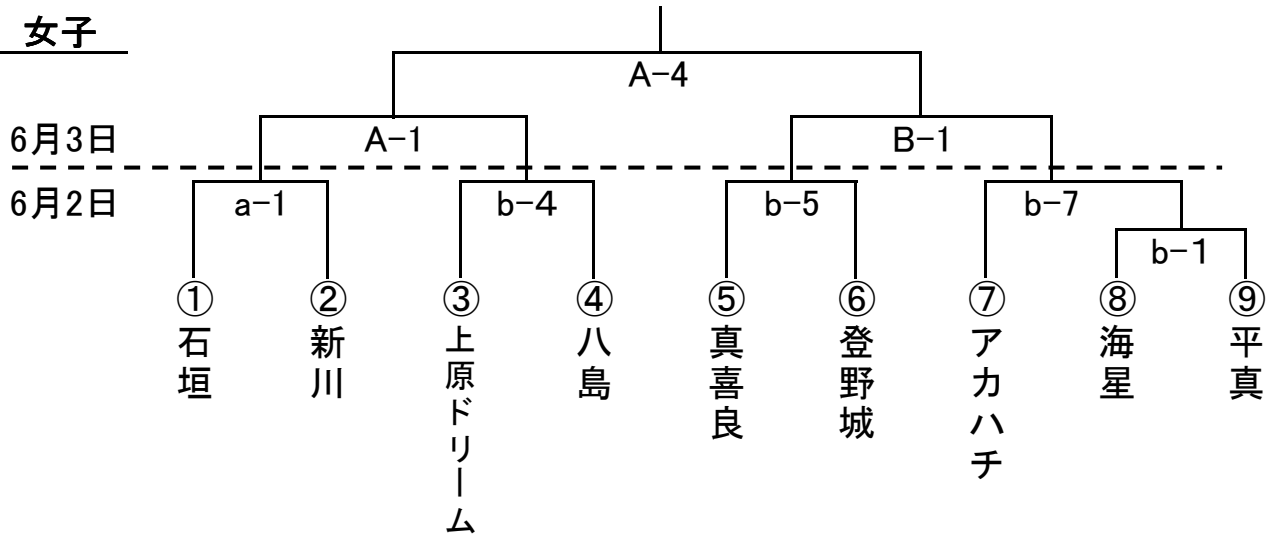 女子
A-4
6月3日
A-1
B-1
6月2日
a-1
b-4
b-5
b-7
b-1
①石垣
②新川
③上原ドリーム
④八島
⑤真喜良
⑥登野城
⑦アカハチ
⑧海星
⑨平真